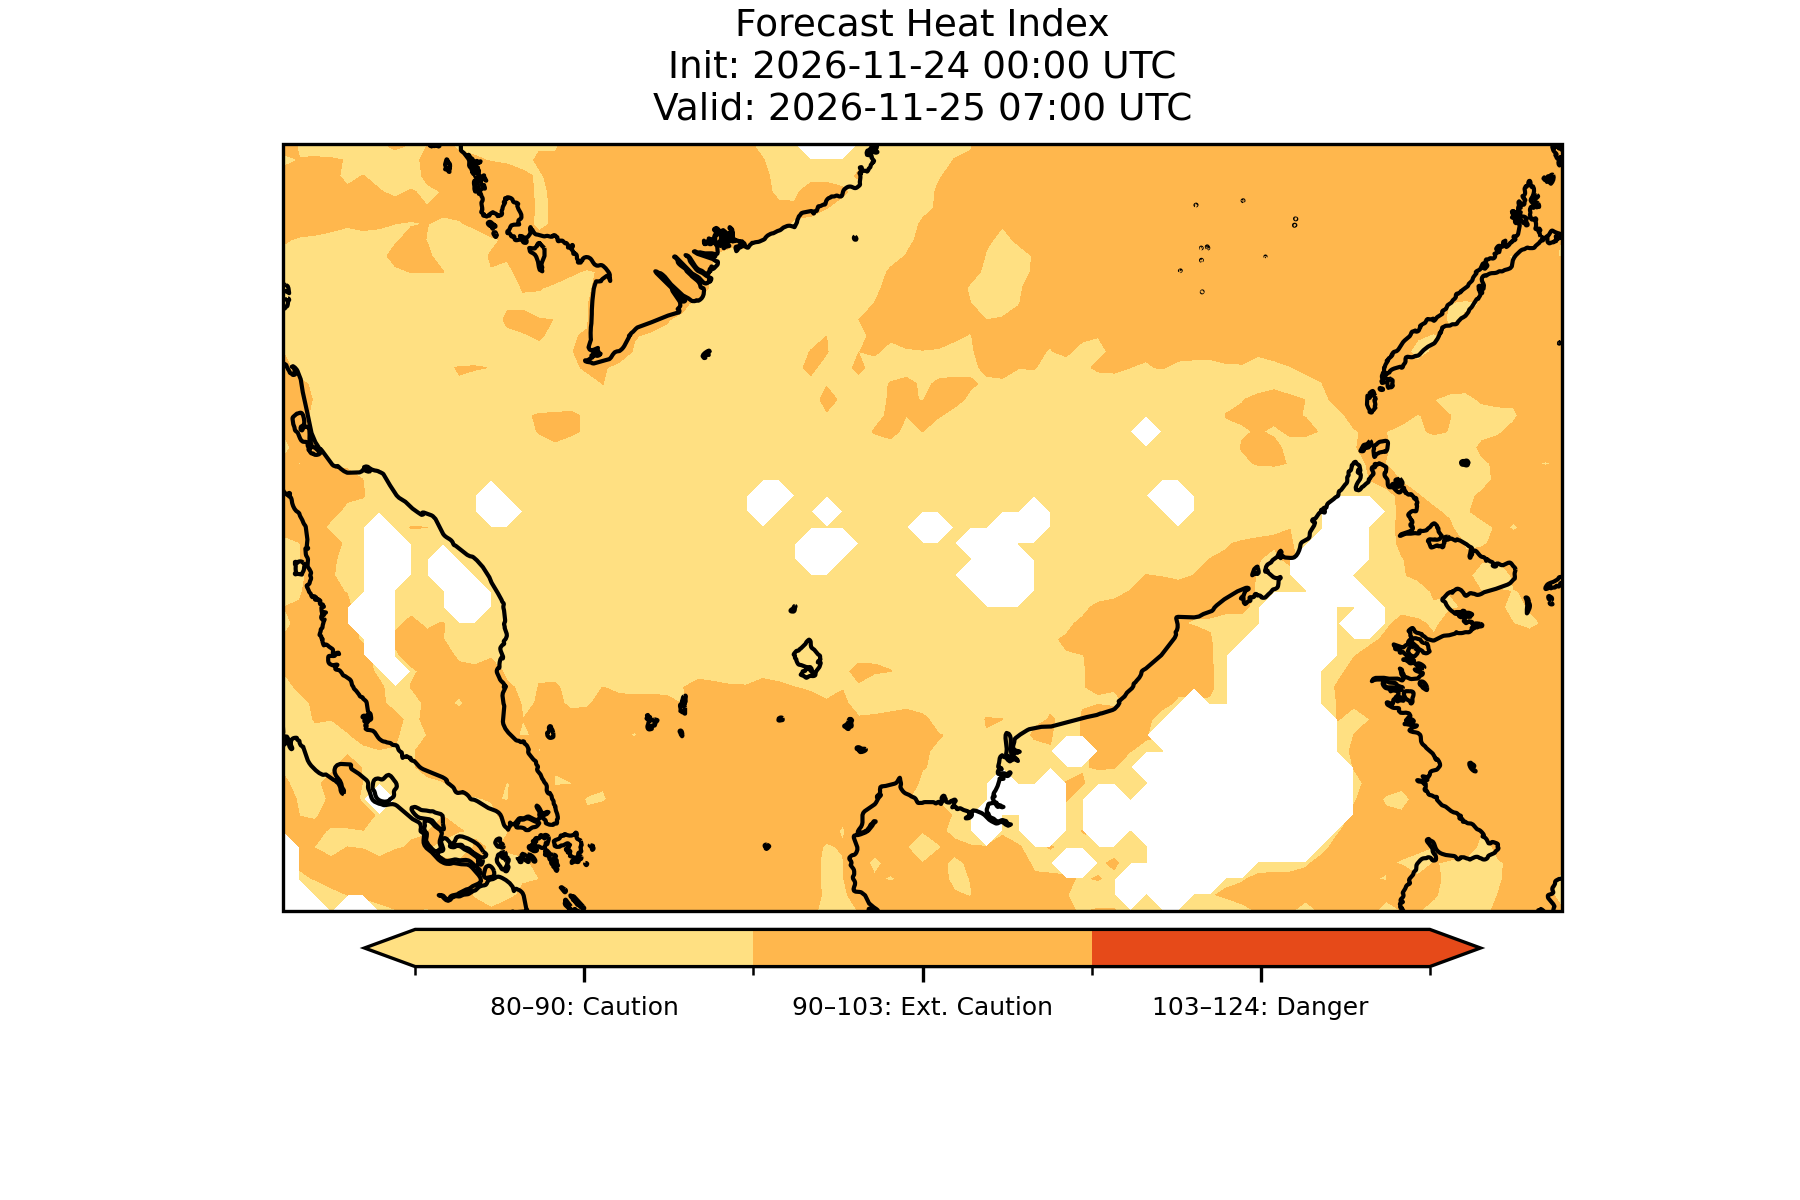 Forecast Heat Index
Init: 2026-11-24 00:00 UTC
Valid: 2026-11-25 07:00 UTC
80–90: Caution
90–103: Ext. Caution
103–124: Danger